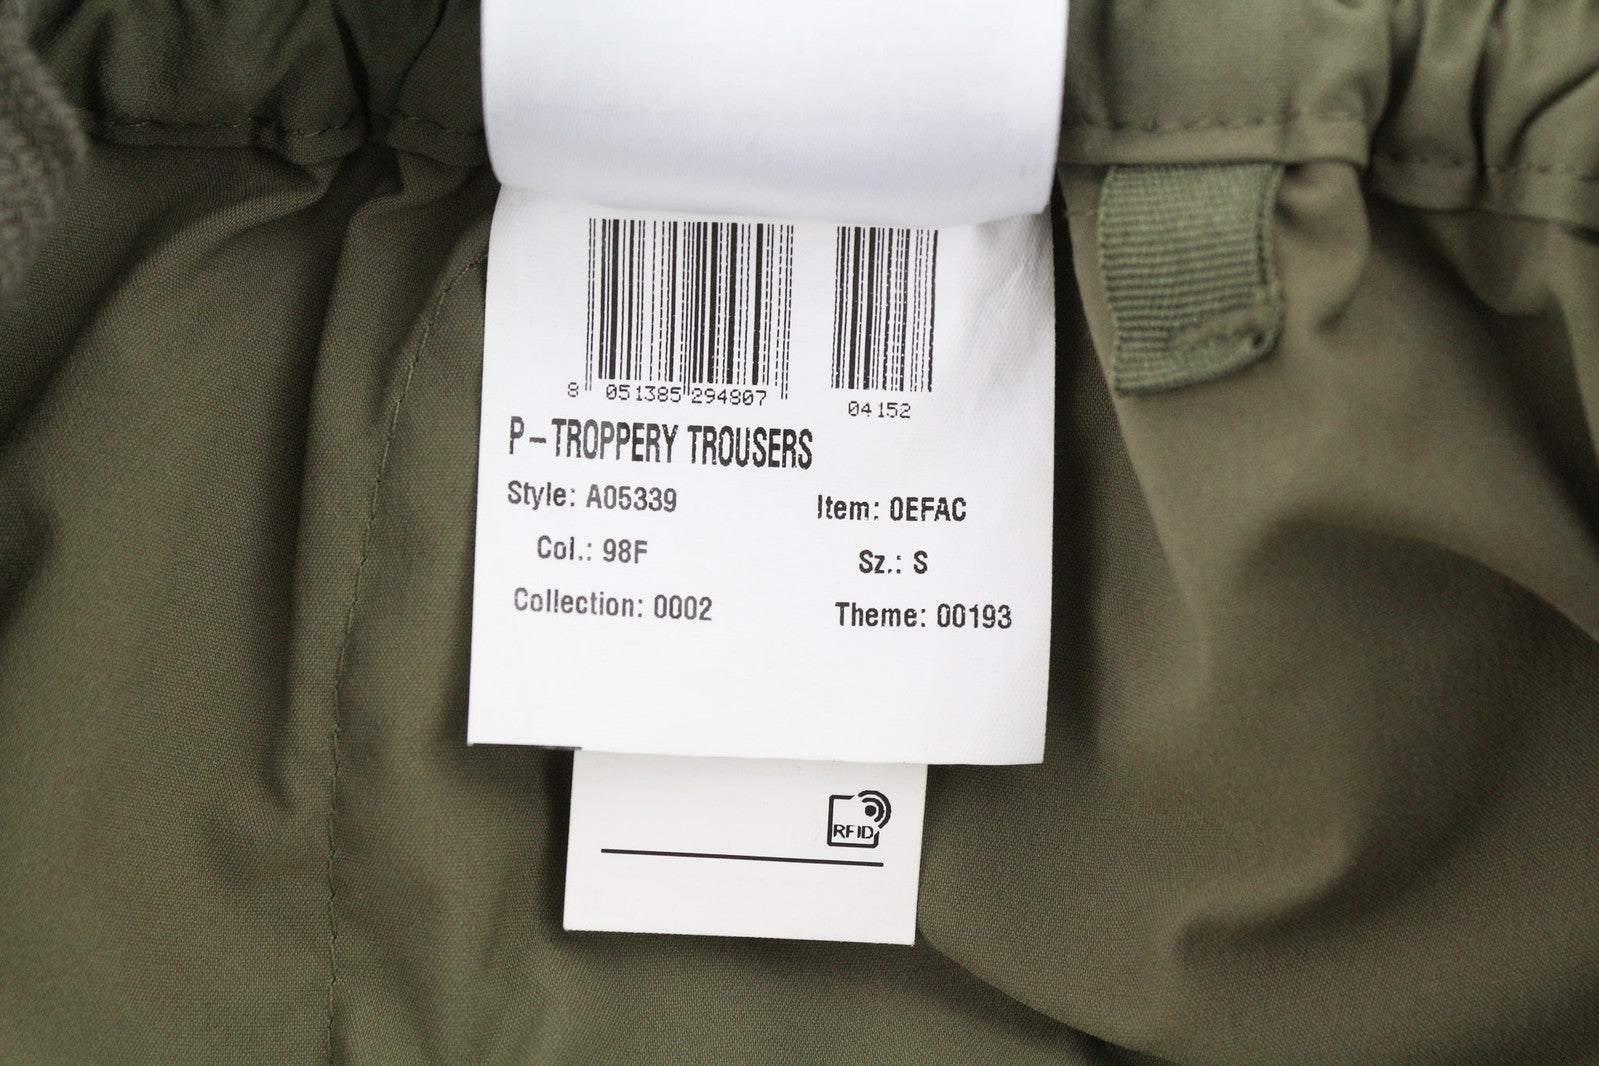 8 051385 294807
04152
P-TROPPERY TROUSERS
Style: A05339 Item: 0EFAC
Col.: 98F Sz.: S
Collection: 0002 Theme: 00193
RFID